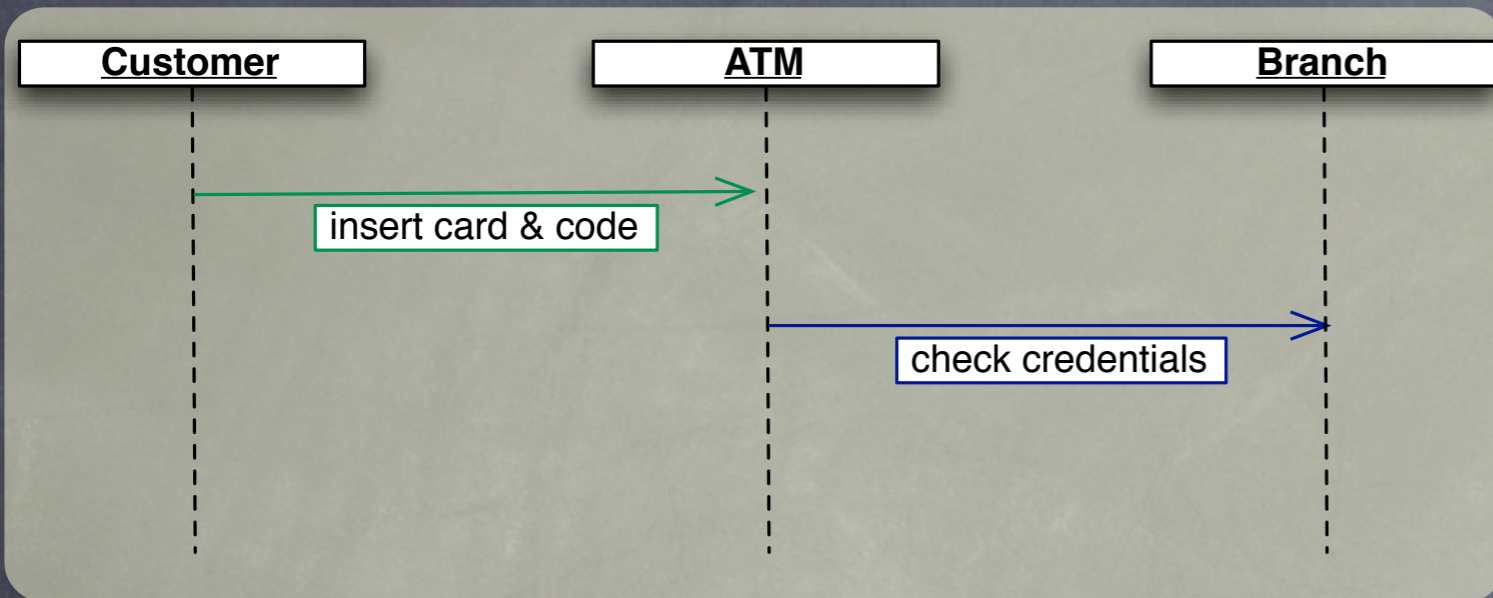 Customer
ATM
Branch
insert card & code
check credentials